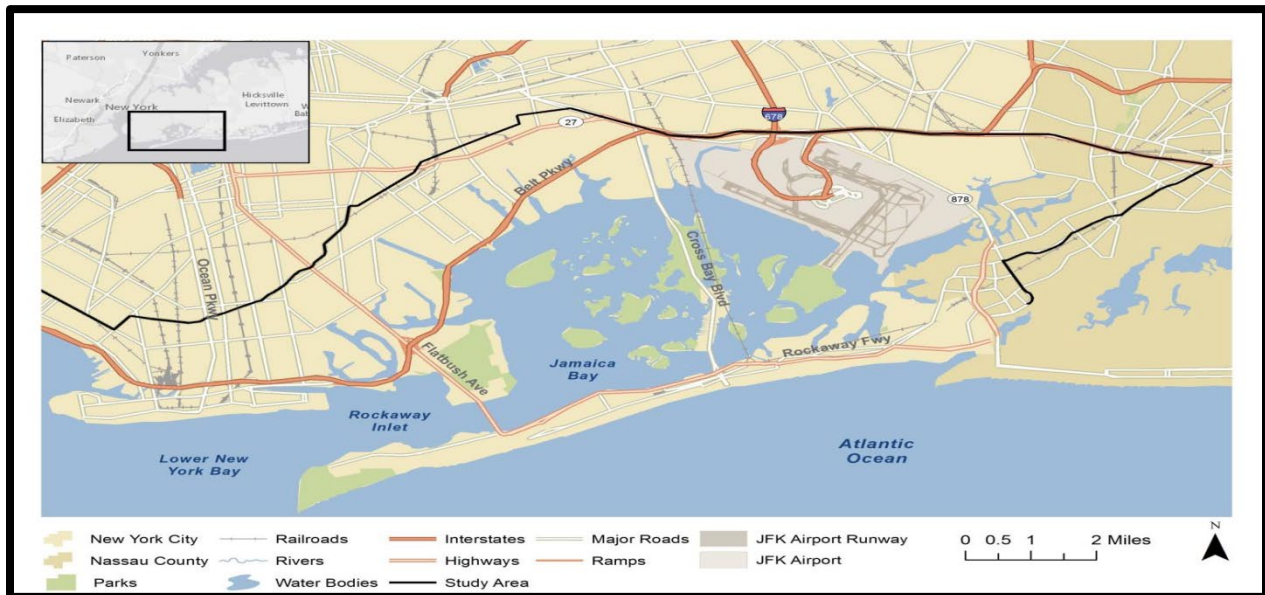 Paterson
Yonkers
Newark
New York
Hicksville
Levittown
Elizabeth
27
678
Belt Pkwy
878
Ocean Pkwy
Cross Bay Blvd
Flatbush Ave
Jamaica
Bay
Rockaway Fwy
Rockaway
Inlet
Lower New
York Bay
Atlantic
Ocean
New York City
Railroads
Interstates
Major Roads
JFK Airport Runway
Nassau County
Rivers
Highways
Ramps
JFK Airport
Parks
Water Bodies
Study Area
0 0.5 1 2 Miles
N